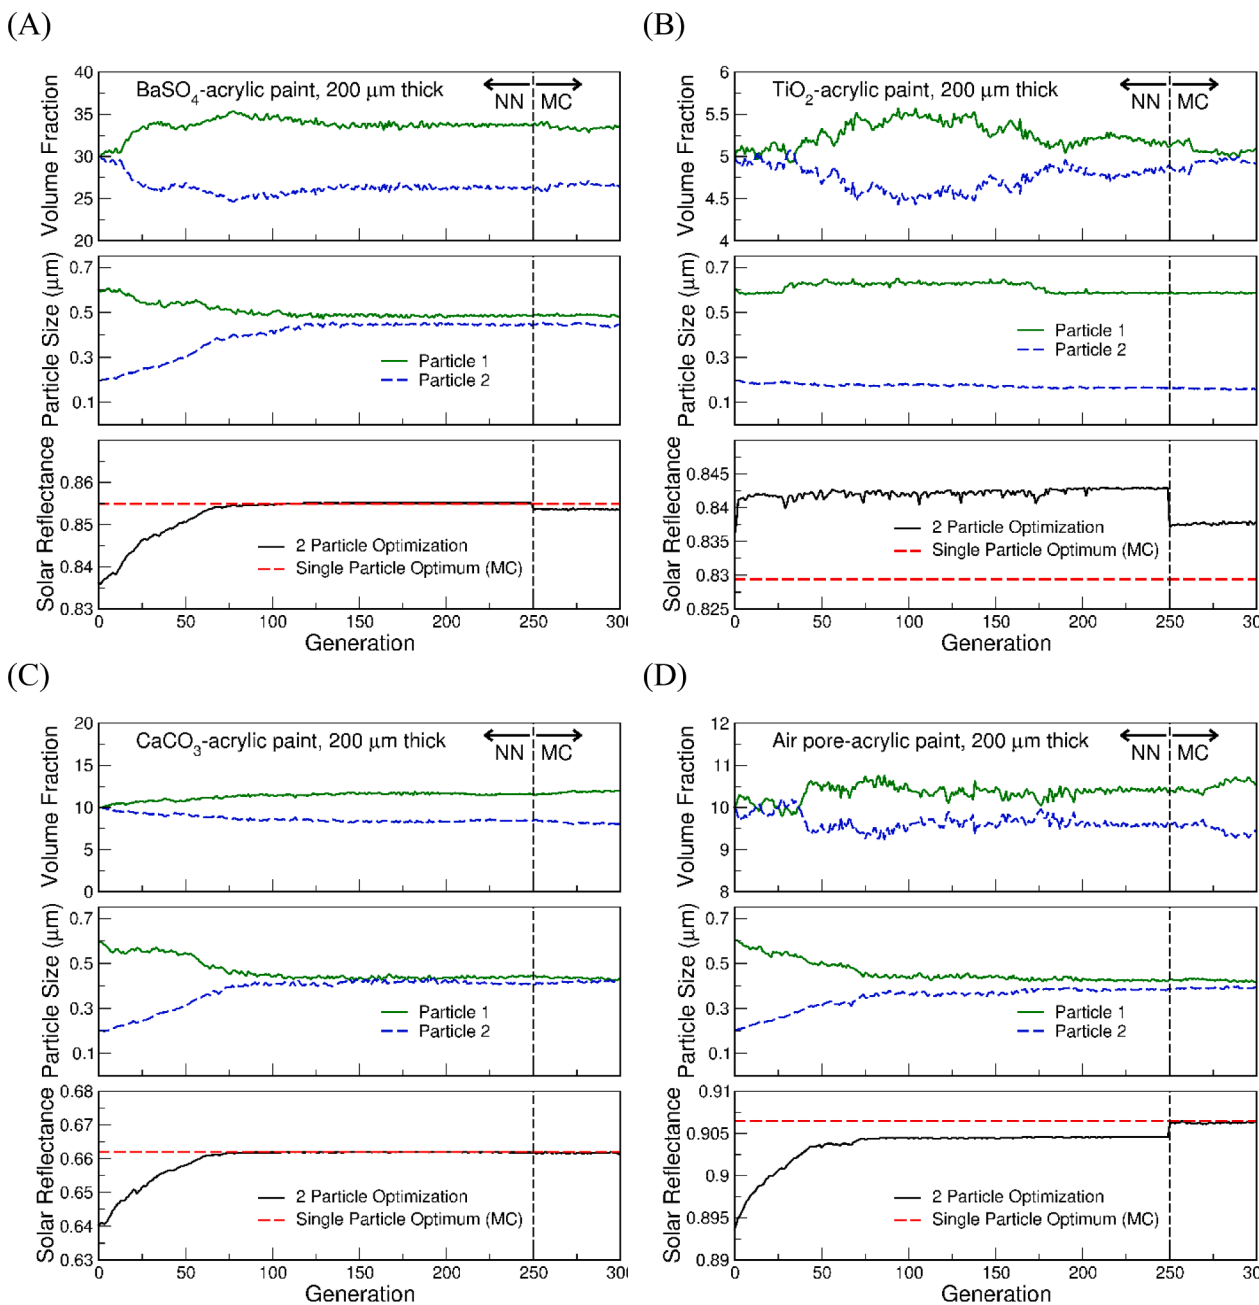 (A)
BaSO4-acrylic paint, 200 μm thick
NN MC
Volume Fraction
40
35
30
25
20
Particle Size (μm)
0.7
0.5
0.3
0.1
Particle 1
Particle 2
Solar Reflectance
0.86
0.85
0.84
0.83
2 Particle Optimization
Single Particle Optimum (MC)
0 50 100 150 200 250 300
Generation
(B)
TiO2-acrylic paint, 200 μm thick
NN MC
Volume Fraction
6
5.5
5
4.5
4
Particle Size (μm)
0.7
0.5
0.3
0.1
Particle 1
Particle 2
Solar Reflectance
0.845
0.84
0.835
0.83
0.825
2 Particle Optimization
Single Particle Optimum (MC)
0 50 100 150 200 250 300
Generation
(C)
CaCO3-acrylic paint, 200 μm thick
NN MC
Volume Fraction
20
15
10
5
0
Particle Size (μm)
0.7
0.5
0.3
0.1
Particle 1
Particle 2
Solar Reflectance
0.68
0.67
0.66
0.65
0.64
0.63
2 Particle Optimization
Single Particle Optimum (MC)
0 50 100 150 200 250 300
Generation
(D)
Air pore-acrylic paint, 200 μm thick
NN MC
Volume Fraction
12
11
10
9
8
Particle Size (μm)
0.7
0.5
0.3
0.1
Particle 1
Particle 2
Solar Reflectance
0.91
0.905
0.9
0.895
0.89
2 Particle Optimization
Single Particle Optimum (MC)
0 50 100 150 200 250 300
Generation